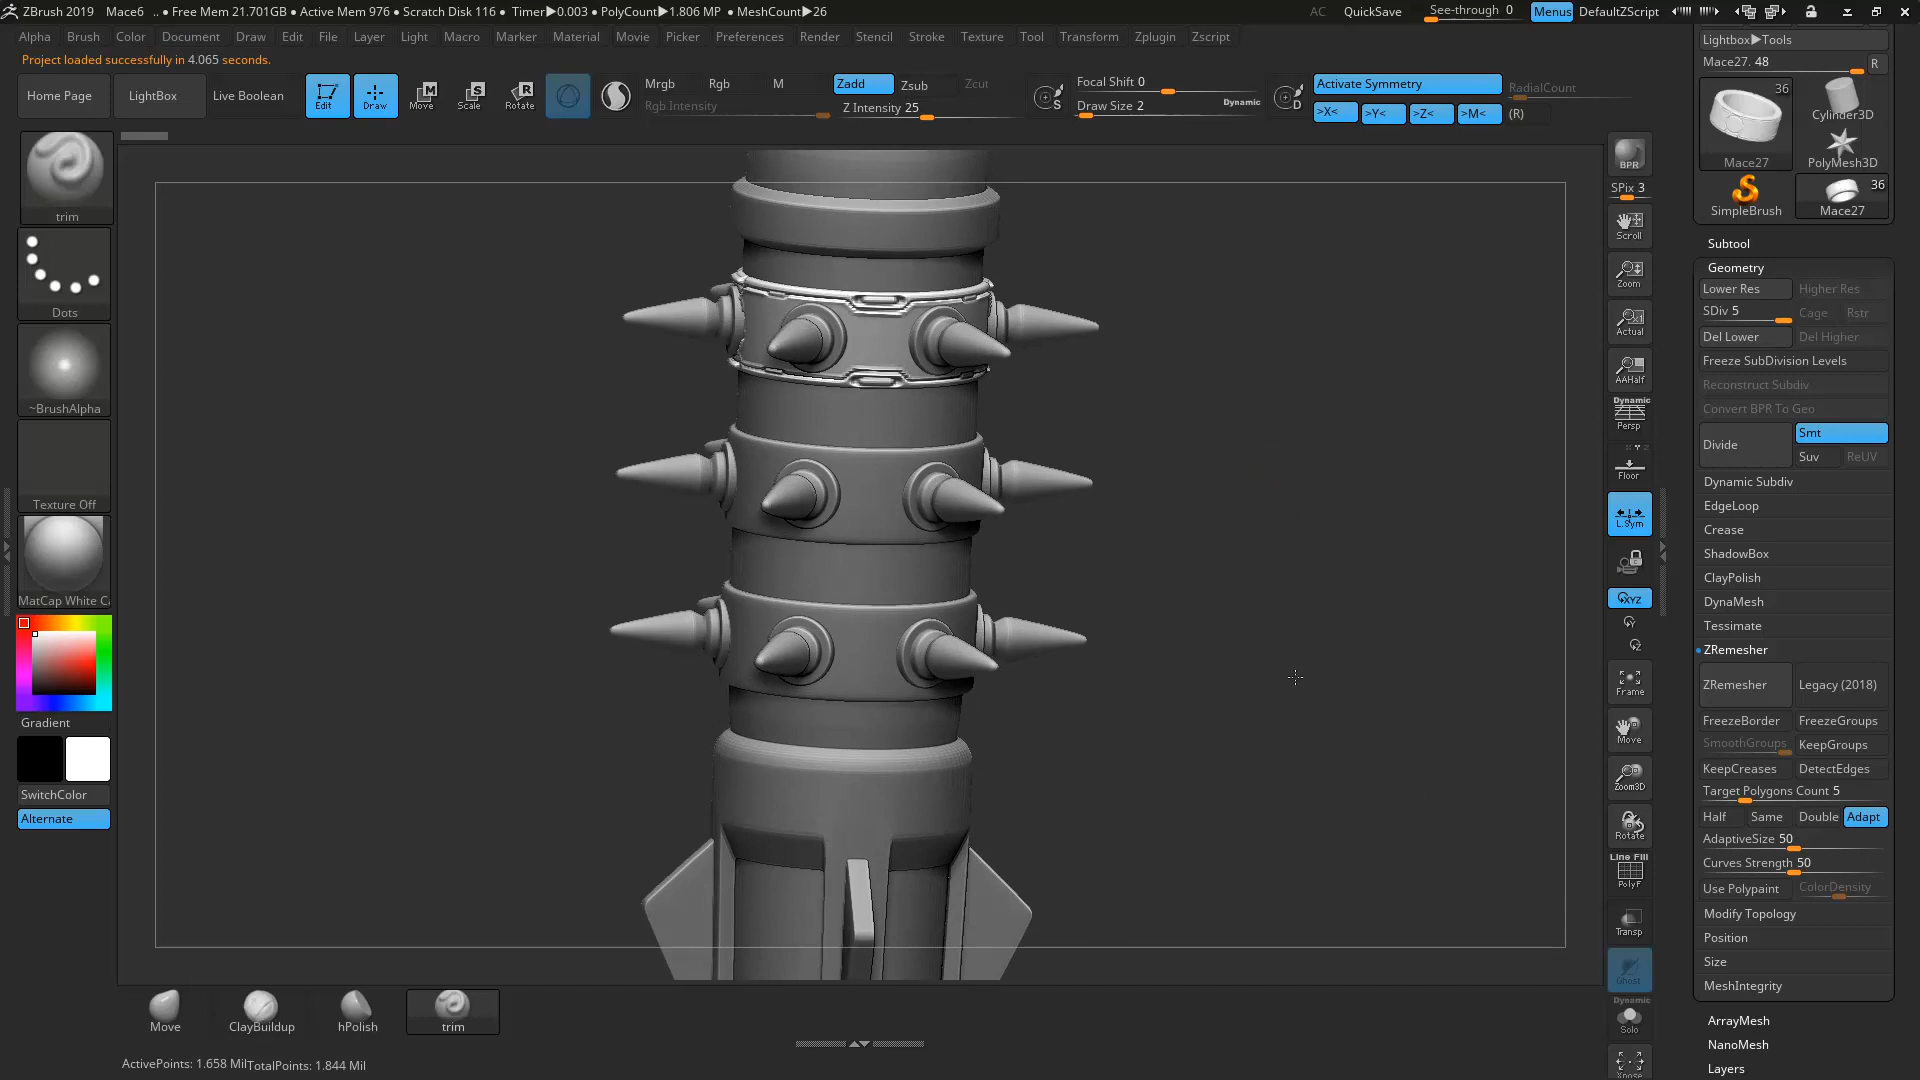 ZBrush 2019 Mace6 .. ● Free Mem 21.701GB ● Active Mem 976 ● Scratch Disk 116 ● Timer▶0.003 ● PolyCount▶1.806 MP ● MeshCount▶26
AC QuickSave See-through 0 Menus DefaultZScript
Alpha Brush Color Document Draw Edit File Layer Light Macro Marker Material Movie Picker Preferences Render Stencil Stroke Texture Tool Transform Zplugin Zscript
Project loaded successfully in 4.065 seconds.
Home Page LightBox Live Boolean
Edit Draw Move Scale Rotate
Mrgb Rgb M
Rgb Intensity
Zadd Zsub Zcut
Z Intensity 25
Focal Shift 0
Draw Size 2 Dynamic
S
D
Activate Symmetry RadialCount
>X< >Y< >Z< >M< (R)
trim
Dots
~BrushAlpha
Texture Off
MatCap White C
Gradient
SwitchColor
Alternate
BPR
SPix 3
Scroll
Zoom
Actual
AAHalf
Dynamic
Persp
Floor
L.Sym
XYZ
Frame
Move
Zoom3D
Rotate
Line Fill
PolyF
Transp
Ghost
Dynamic
Solo
Xpose
Lightbox▶Tools
Mace27. 48 R
36
Mace27
Cylinder3D
PolyMesh3D
SimpleBrush
36
Mace27
Subtool
Geometry
Lower Res Higher Res
SDiv 5 Cage Rstr
Del Lower Del Higher
Freeze SubDivision Levels
Reconstruct Subdiv
Convert BPR To Geo
Divide Smt
Suv ReUV
Dynamic Subdiv
EdgeLoop
Crease
ShadowBox
ClayPolish
DynaMesh
Tessimate
ZRemesher
ZRemesher Legacy (2018)
FreezeBorder FreezeGroups
SmoothGroups KeepGroups
KeepCreases DetectEdges
Target Polygons Count 5
Half Same Double Adapt
AdaptiveSize 50
Curves Strength 50
Use Polypaint ColorDensity
Modify Topology
Position
Size
MeshIntegrity
ArrayMesh
NanoMesh
Layers
Move ClayBuildup hPolish trim
ActivePoints: 1.658 Mil TotalPoints: 1.844 Mil